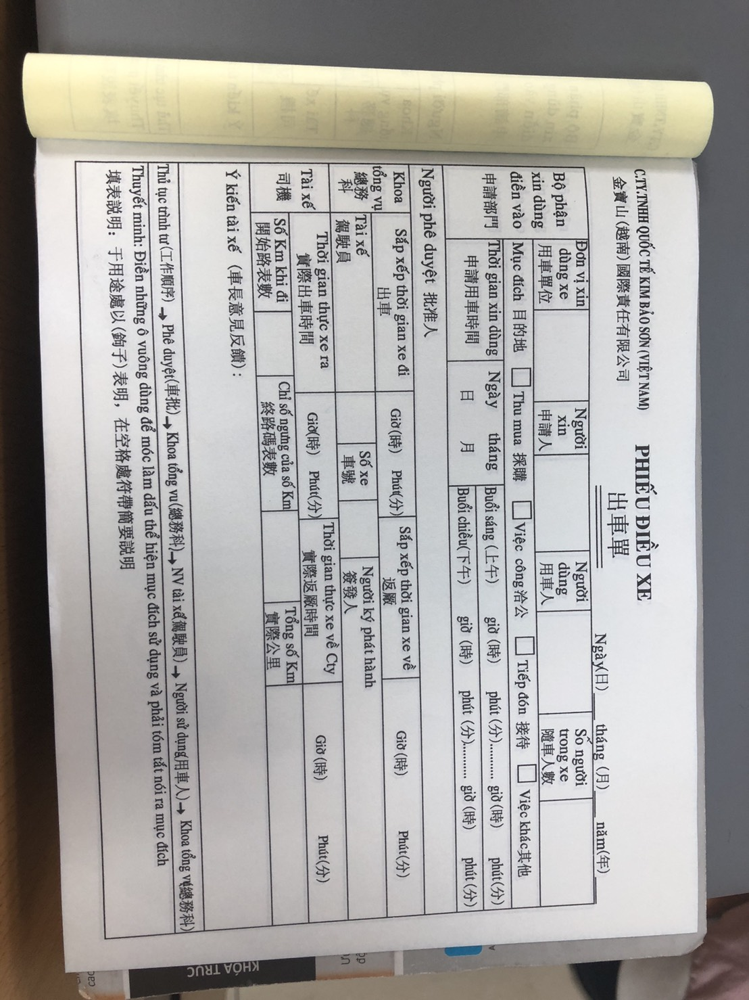 C.TY.TNHH QUỐC TẾ KIM BẢO SƠN (VIỆT NAM)
金寶山(越南)國際責任有限公司
PHIẾU ĐIỀU XE
出車單
Ngày(日)___ tháng (月)___ năm(年)___
Bộ phận
xin dùng
điền vào
申請部門
Đơn vị xin
dùng xe
用車單位
Người
xin
申請人
Người
dùng
用車人
Số người
trong xe
隨車人數
Mục đích 目的地 □ Thu mua 採購 □ Việc công洽公 □ Tiếp đón 接待 □ Việc khác其他
Thời gian xin dùng
申請用車時間
Ngày tháng
日 月
Buổi sáng (上午) giờ (時) phút (分)........... giờ (時) phút(分)
Buổi chiều(下午) giờ (時) phút (分)........... giờ (時) phút (分)
Người phê duyệt 批准人
Khoa
tổng vụ
總務
科
Sắp xếp thời gian xe đi
出車
Giờ (時) Phút(分)
Sắp xếp thời gian xe về
返廠
Giờ (時) Phút(分)
Tài xế
駕駛員
Số xe
車號
Người ký phát hành
簽發人
Tài xế
司機
Thời gian thực xe ra
實際出車時間
Giờ(時) Phút(分)
Thời gian thực xe về Cty
實際返廠時間
Giờ (時) Phút(分)
Số Km khi đi
開始路表數
Chỉ số ngưng của số Km
終路碼表數
Tổng số Km
實際公里
Ý kiến tài xế (車長意見反饋):
Thủ tục trình tư(工作順序) → Phê duyệt(車批)→ Khoa tổng vu(總務科)→ NV tài xế(駕駛員)→ Người sử dụng(用車人)→ Khoa tổng vụ(總務科)
Thuyết minh: Điền những ô vuông dùng để móc làm dấu thể hiện mục đích sử dụng và phải tóm tắt nói ra mục đích
填表説明: 于用途處以(鉤子)表明, 在空格處符帶簡要説明
KHÓA TRỤC